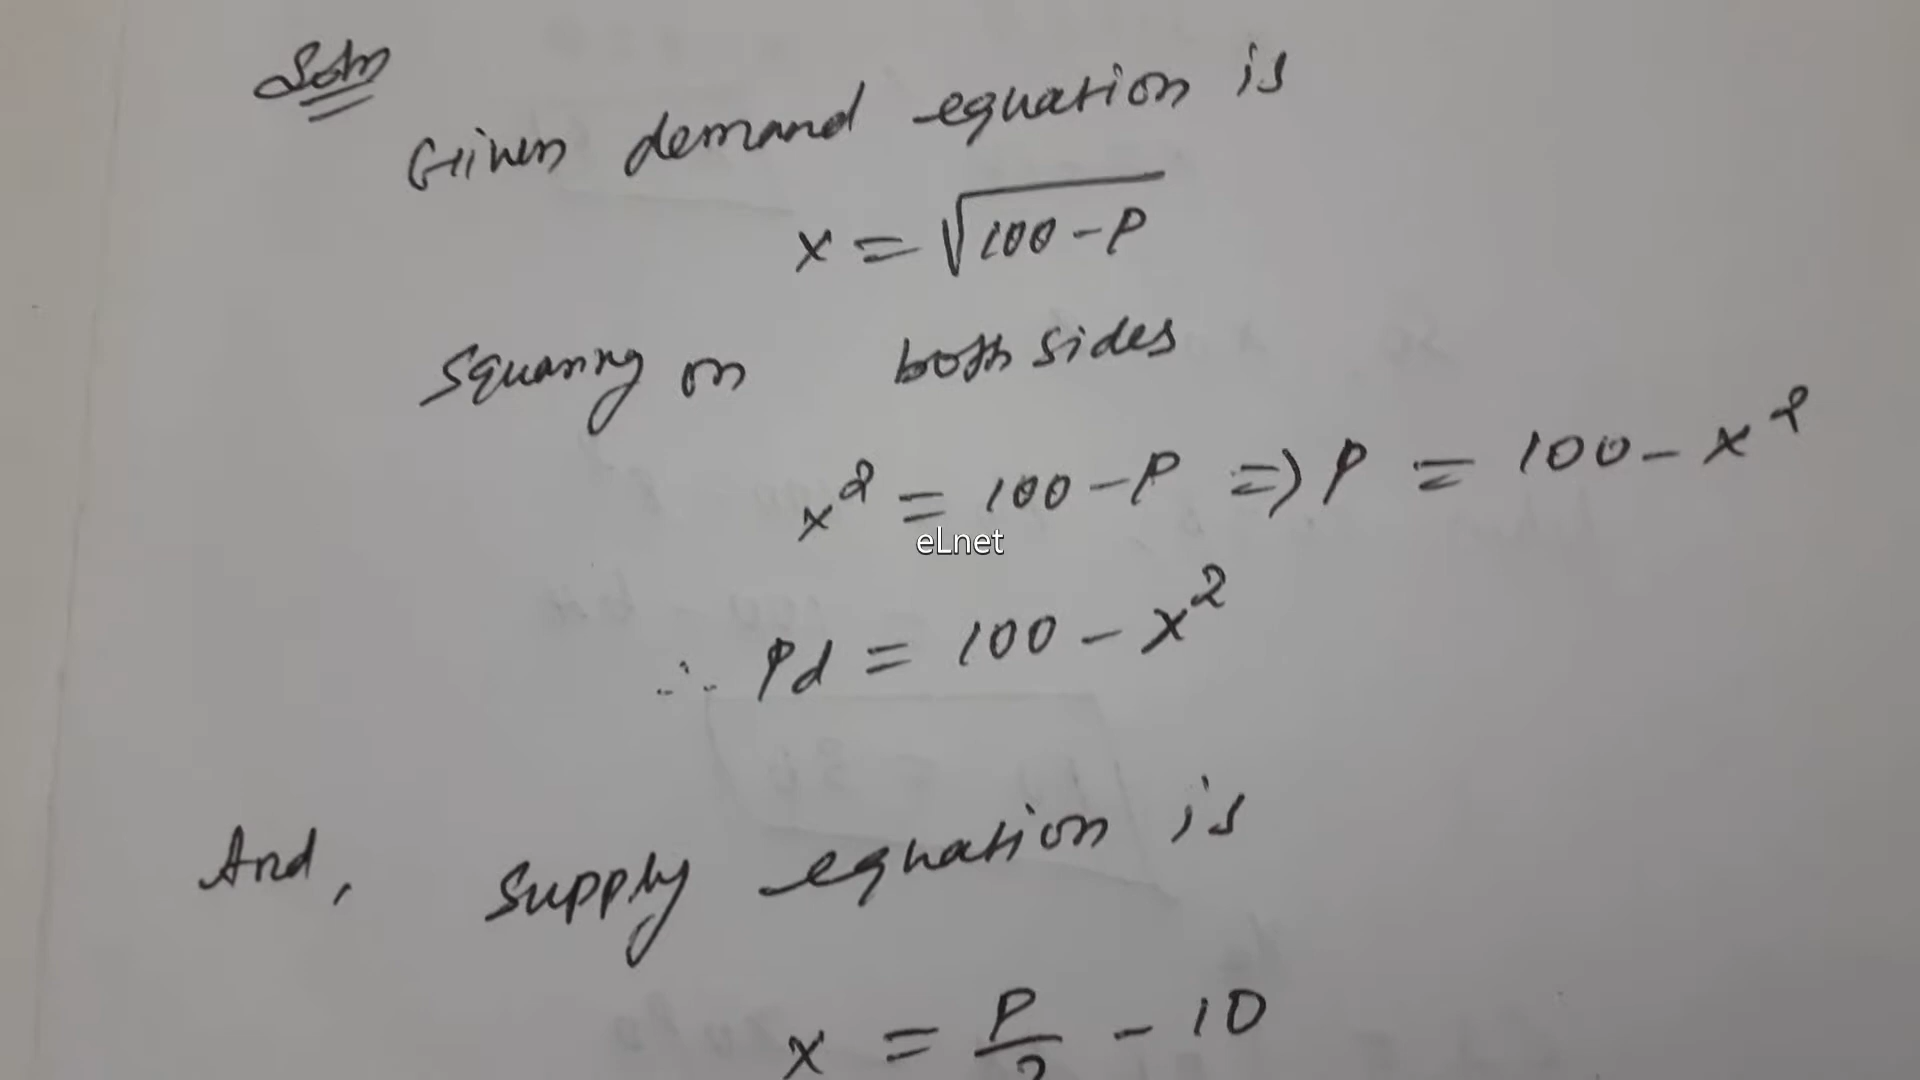 Soln
Given demand equation is
x = √100 - P
Squaring on both sides
x² = 100 - P => P = 100 - x²
eLnet
∴ Pd = 100 - x²
And, supply equation is
x = P/2 - 10